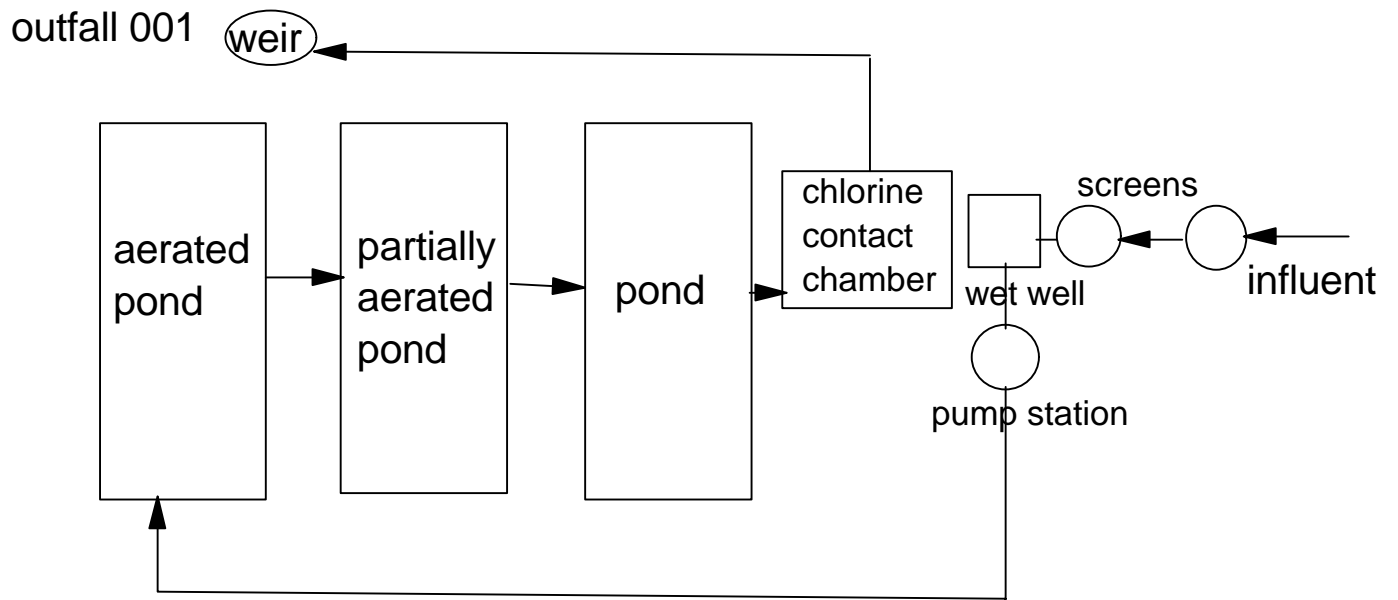 outfall 001
weir
aerated
pond
partially
aerated
pond
pond
chlorine
contact
chamber
screens
wet well
influent
pump station